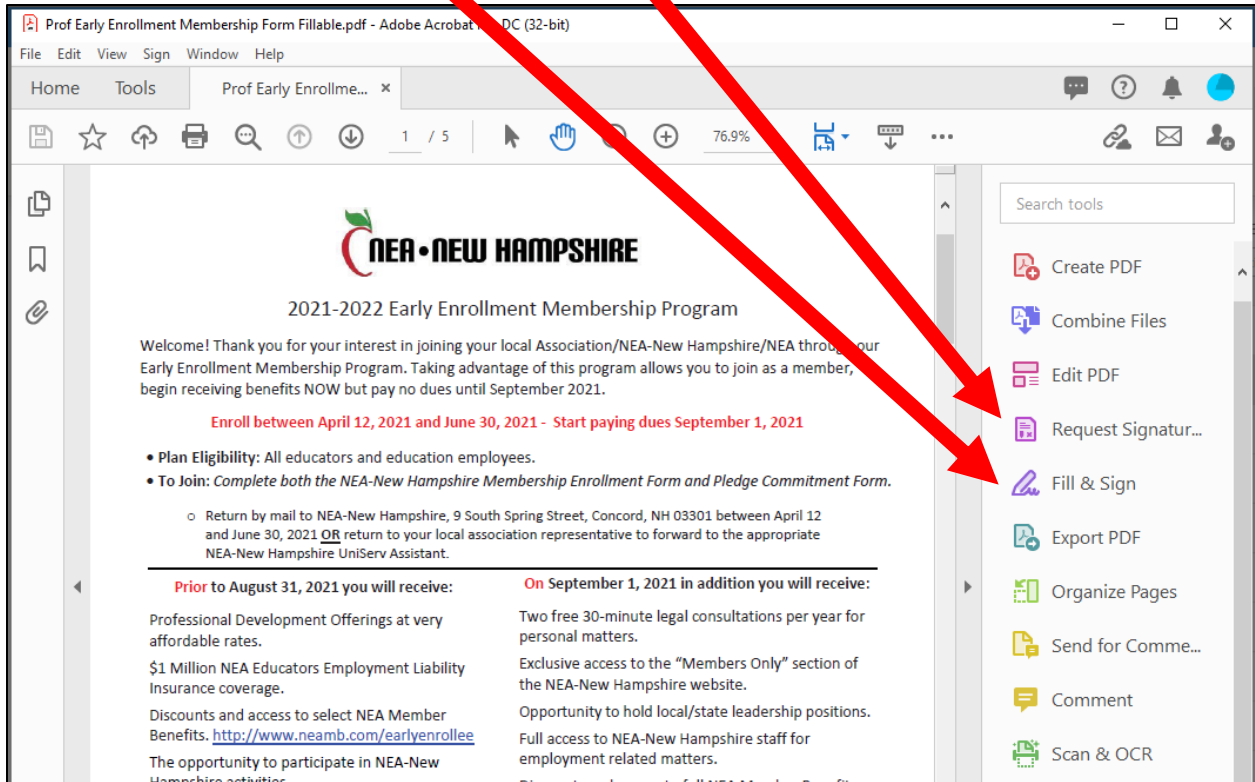 Prof Early Enrollment Membership Form Fillable.pdf - Adobe Acrobat DC (32-bit)
File Edit View Sign Window Help
Home Tools Prof Early Enrollme... ×
1 / 5 76.9%
Search tools
Create PDF
Combine Files
Edit PDF
Request Signatur...
Fill & Sign
Export PDF
Organize Pages
Send for Comme...
Comment
Scan & OCR
NEA•NEW HAMPSHIRE
2021-2022 Early Enrollment Membership Program
Welcome! Thank you for your interest in joining your local Association/NEA-New Hampshire/NEA through our
Early Enrollment Membership Program. Taking advantage of this program allows you to join as a member,
begin receiving benefits NOW but pay no dues until September 2021.
Enroll between April 12, 2021 and June 30, 2021 - Start paying dues September 1, 2021
• Plan Eligibility: All educators and education employees.
• To Join: Complete both the NEA-New Hampshire Membership Enrollment Form and Pledge Commitment Form.
○ Return by mail to NEA-New Hampshire, 9 South Spring Street, Concord, NH 03301 between April 12
and June 30, 2021 OR return to your local association representative to forward to the appropriate
NEA-New Hampshire UniServ Assistant.
Prior to August 31, 2021 you will receive:
Professional Development Offerings at very
affordable rates.
$1 Million NEA Educators Employment Liability
Insurance coverage.
Discounts and access to select NEA Member
Benefits. http://www.neamb.com/earlyenrollee
The opportunity to participate in NEA-New
Hampshire activities
On September 1, 2021 in addition you will receive:
Two free 30-minute legal consultations per year for
personal matters.
Exclusive access to the “Members Only” section of
the NEA-New Hampshire website.
Opportunity to hold local/state leadership positions.
Full access to NEA-New Hampshire staff for
employment related matters.